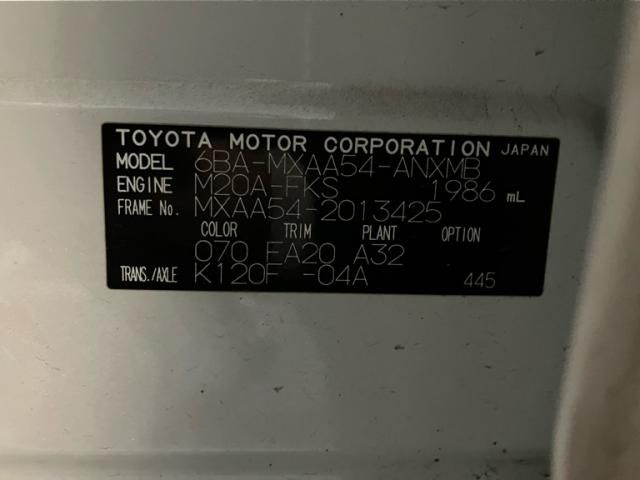 TOYOTA MOTOR CORPORATION JAPAN
MODEL 6BA-MXAA54-ANXMB
ENGINE M20A-FKS 1986 mL
FRAME No. MXAA54-2013425
COLOR TRIM PLANT OPTION
070 EA20 A32
TRANS./AXLE K120F -04A 445